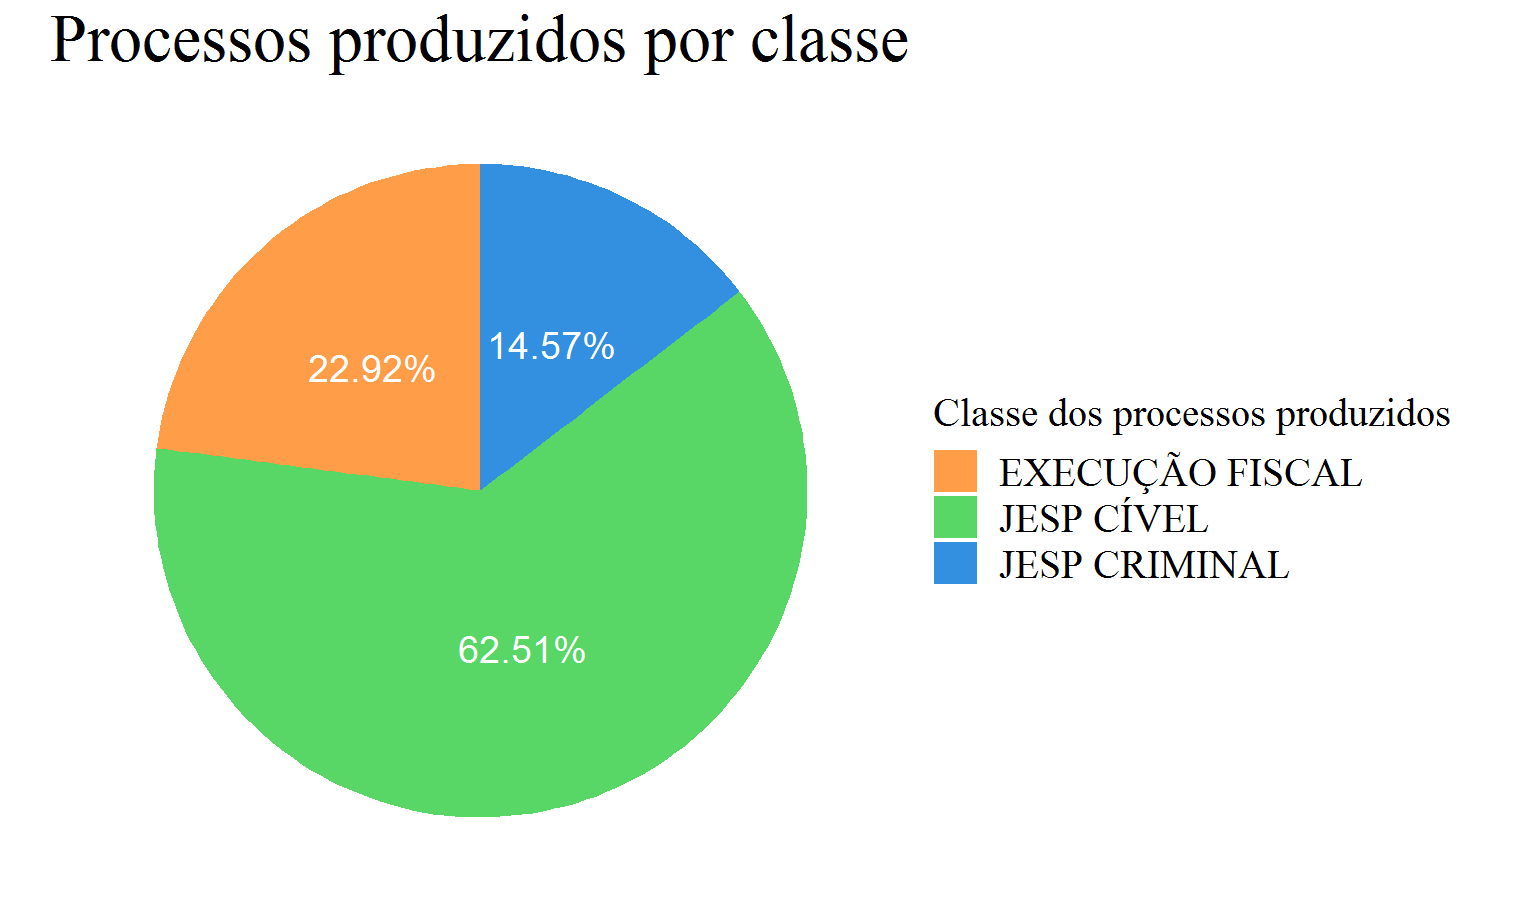 Processos produzidos por classe
14.57%
22.92%
62.51%
Classe dos processos produzidos
EXECUÇÃO FISCAL
JESP CÍVEL
JESP CRIMINAL